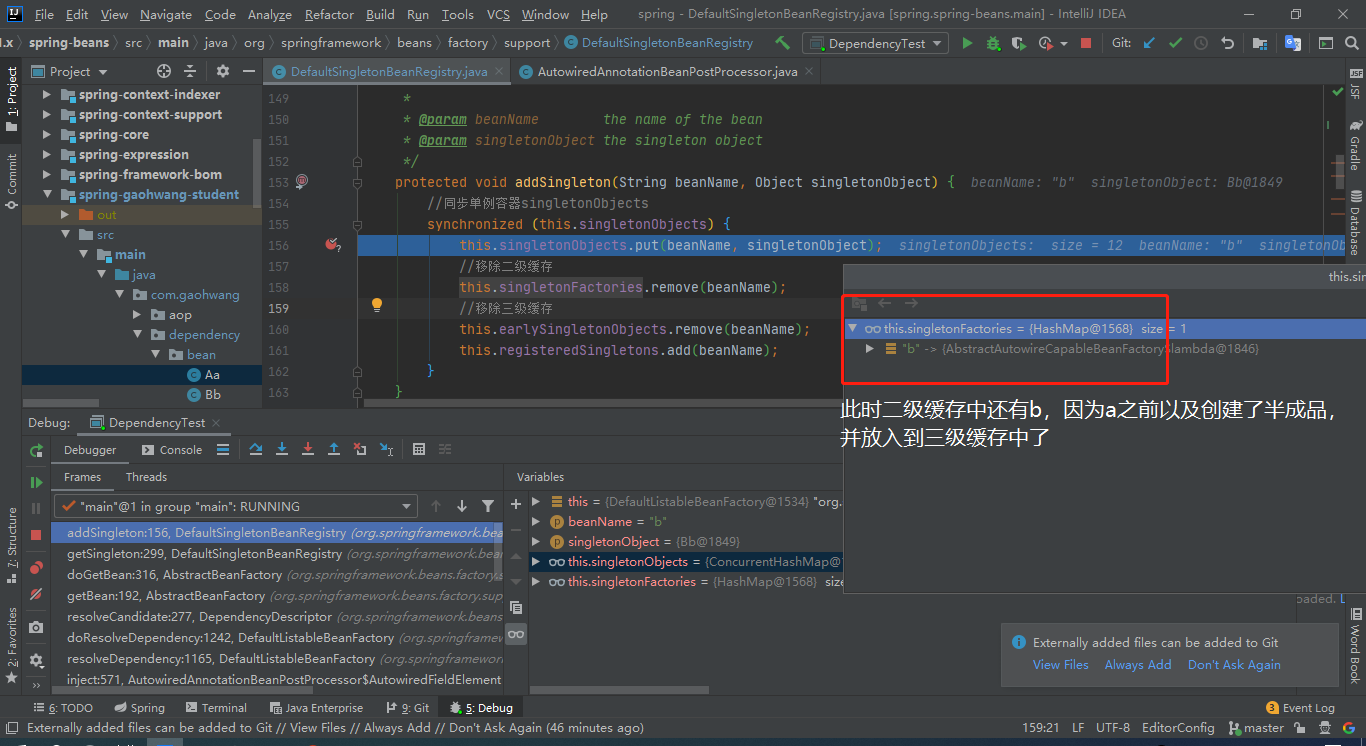 File Edit View Navigate Code Analyze Refactor Build Run Tools VCS Window Help spring - DefaultSingletonBeanRegistry.java [spring.spring-beans.main] - IntelliJ IDEA
l.x spring-beans src main java org springframework beans factory support DefaultSingletonBeanRegistry DependencyTest Git:
Project DefaultSingletonBeanRegistry.java AutowiredAnnotationBeanPostProcessor.java
1: Project
Commit
7: Structure
2: Favorites
spring-context-indexer
spring-context-support
spring-core
spring-expression
spring-framework-bom
spring-gaohwang-student
out
src
main
java
com.gaohwang
aop
dependency
bean
Aa
Bb
149 *
150 * @param beanName the name of the bean
151 * @param singletonObject the singleton object
152 */
153 protected void addSingleton(String beanName, Object singletonObject) { beanName: "b" singletonObject: Bb@1849
154 //同步单例容器singletonObjects
155 synchronized (this.singletonObjects) {
156 this.singletonObjects.put(beanName, singletonObject); singletonObjects: size = 12 beanName: "b" singletonOb
157 //移除二级缓存
158 this.singletonFactories.remove(beanName);
159 //移除三级缓存
160 this.earlySingletonObjects.remove(beanName);
161 this.registeredSingletons.add(beanName);
162 }
163 }
this.sin
this.singletonFactories = {HashMap@1568} size = 1
"b" -> {AbstractAutowireCapableBeanFactory$lambda@1846}
此时二级缓存中还有b，因为a之前以及创建了半成品，
并放入到三级缓存中了
JSF
Gradle
Database
Word Book
Debug: DependencyTest
Debugger Console
Frames Threads
"main"@1 in group "main": RUNNING
addSingleton:156, DefaultSingletonBeanRegistry (org.springframework.bea
getSingleton:299, DefaultSingletonBeanRegistry (org.springframework.bea
doGetBean:316, AbstractBeanFactory (org.springframework.beans.factory.s
getBean:192, AbstractBeanFactory (org.springframework.beans.factory.sup
resolveCandidate:277, DependencyDescriptor (org.springframework.beans.
doResolveDependency:1242, DefaultListableBeanFactory (org.springframew
resolveDependency:1165, DefaultListableBeanFactory (org.springframework
inject:571, AutowiredAnnotationBeanPostProcessor$AutowiredFieldElement
Variables
this = {DefaultListableBeanFactory@1534} "org.
beanName = "b"
singletonObject = {Bb@1849}
this.singletonObjects = {ConcurrentHashMap@
this.singletonFactories = {HashMap@1568} size
oaded. L
Externally added files can be added to Git
View Files Always Add Don't Ask Again
6: TODO Spring Terminal Java Enterprise 9: Git 5: Debug 3 Event Log
Externally added files can be added to Git // View Files // Always Add // Don't Ask Again (46 minutes ago) 159:21 LF UTF-8 EditorConfig master